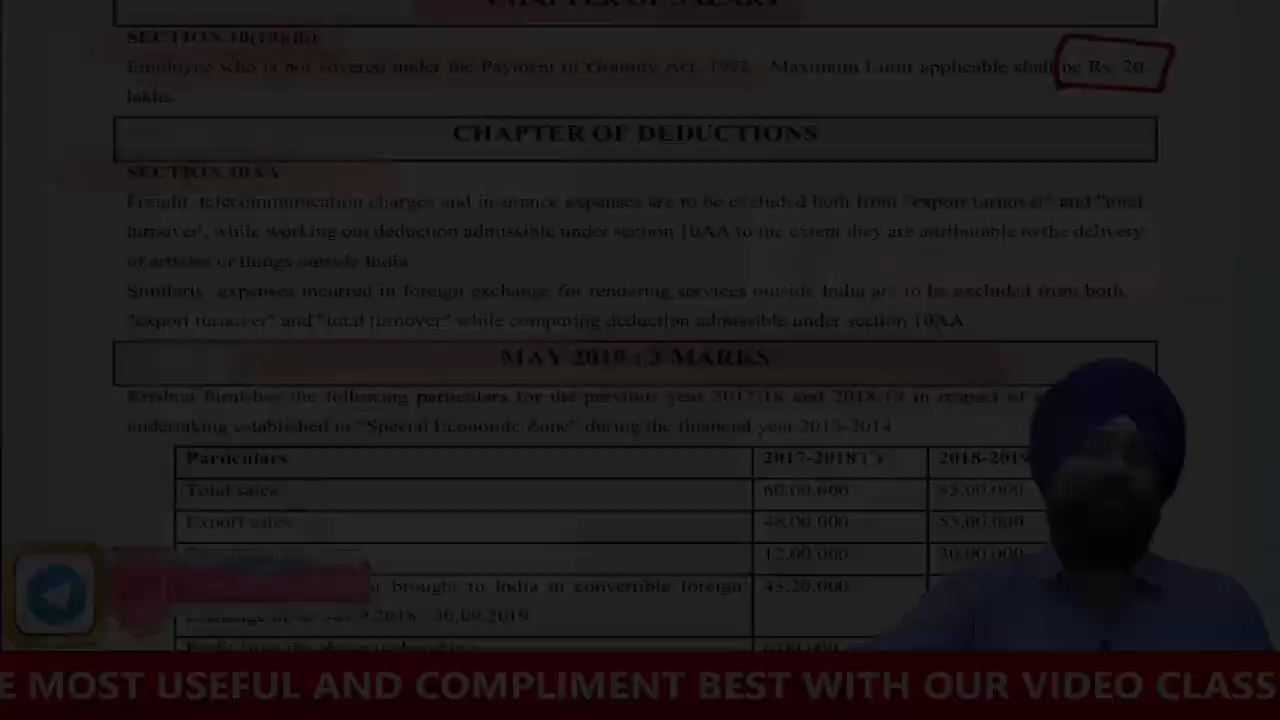 CHAPTER OF SALARY
SECTION 10(10)(iii)
Employee who is not covered under the Payment of Gratuity Act, 1972. Maximum Limit applicable shall be Rs. 20
lakhs.
CHAPTER OF DEDUCTIONS
SECTION 10AA
Freight, telecommunication charges and insurance expenses are to be excluded both from "export turnover" and "total
turnover", while working out deduction admissible under section 10AA to the extent they are attributable to the delivery
of articles or things outside India.
Similarly, expenses incurred in foreign exchange for rendering services outside India are to be excluded from both
"export turnover" and "total turnover" while computing deduction admissible under section 10AA.
MAY 2019 : 3 MARKS
Krishna furnishes the following particulars for the previous year 2017-18 and 2018-19 in respect of
undertaking established in "Special Economic Zone" during the financial year 2013-2014
Particulars 2017-2018 2018-2019
Total sales 60,00,000 85,00,000
Export sales 48,00,000 55,00,000
12,00,000 30,00,000
brought to India in convertible foreign 43,20,000
2018 30.09.2019
E MOST USEFUL AND COMPLIMENT BEST WITH OUR VIDEO CLASS